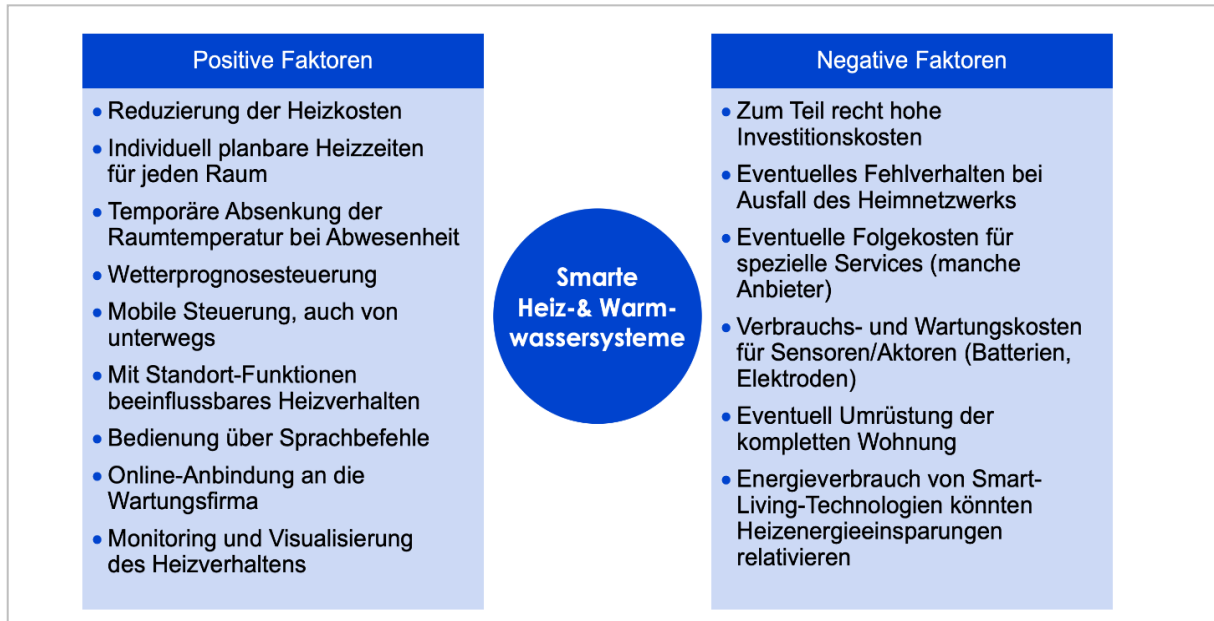 Positive Faktoren
• Reduzierung der Heizkosten
• Individuell planbare Heizzeiten
für jeden Raum
• Temporäre Absenkung der
Raumtemperatur bei Abwesenheit
• Wetterprognosesteuerung
• Mobile Steuerung, auch von
unterwegs
• Mit Standort-Funktionen
beeinflussbares Heizverhalten
• Bedienung über Sprachbefehle
• Online-Anbindung an die
Wartungsfirma
• Monitoring und Visualisierung
des Heizverhaltens
Smarte
Heiz-& Warm-
wassersysteme
Negative Faktoren
• Zum Teil recht hohe
Investitionskosten
• Eventuelles Fehlverhalten bei
Ausfall des Heimnetzwerks
• Eventuelle Folgekosten für
spezielle Services (manche
Anbieter)
• Verbrauchs- und Wartungskosten
für Sensoren/Aktoren (Batterien,
Elektroden)
• Eventuell Umrüstung der
kompletten Wohnung
• Energieverbrauch von Smart-
Living-Technologien könnten
Heizenergieeinsparungen
relativieren